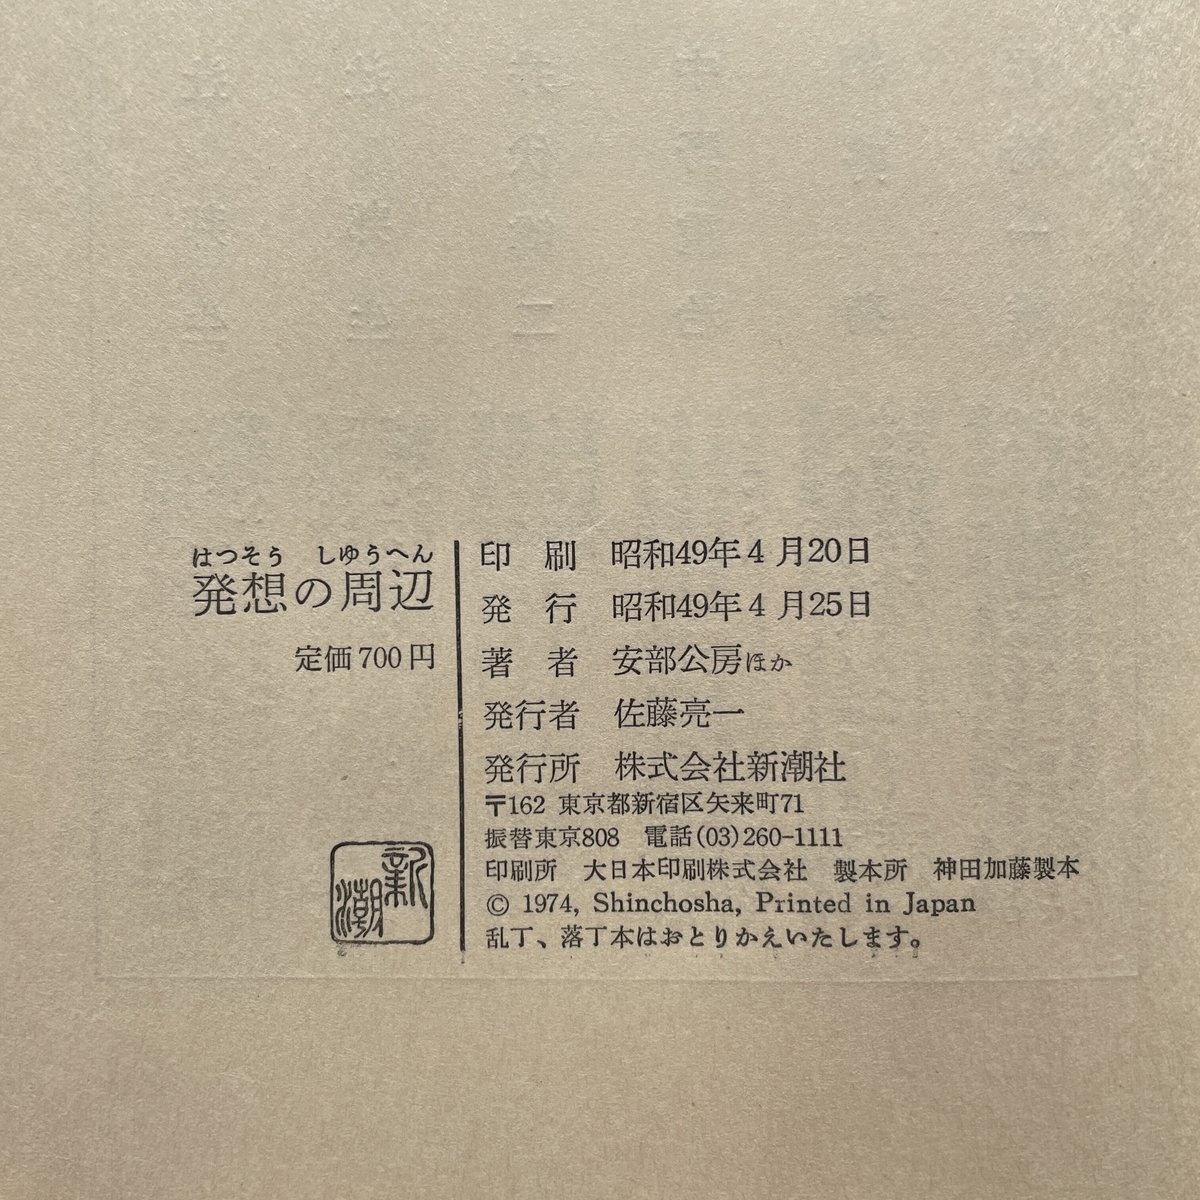 はつそう しゆうへん
発想の周辺
定価700円
新潮
印 刷 昭和49年4月20日
発 行 昭和49年4月25日
著 者 安部公房ほか
発行者 佐藤亮一
発行所 株式会社新潮社
〒162 東京都新宿区矢来町71
振替東京808 電話(03)260-1111
印刷所 大日本印刷株式会社 製本所 神田加藤製本
© 1974, Shinchosha, Printed in Japan
乱丁、落丁本はおとりかえいたします。